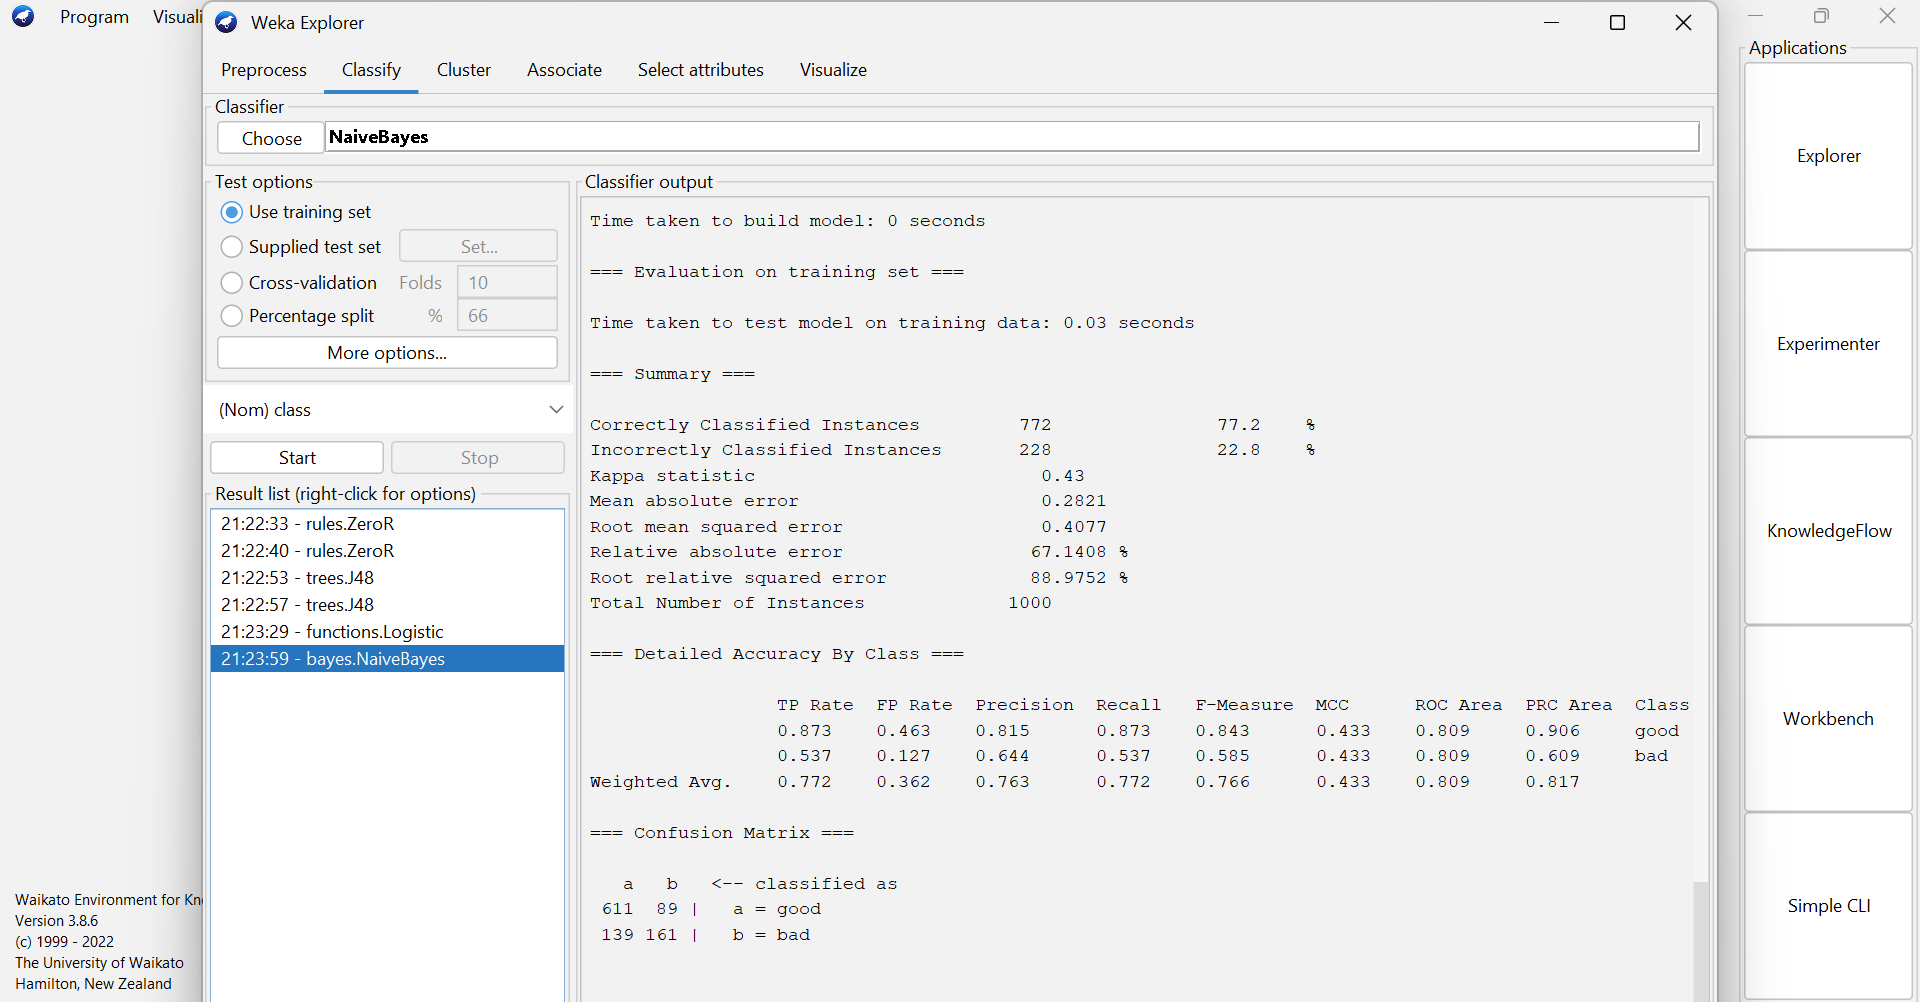 Program Visuali
Weka Explorer
Preprocess Classify Cluster Associate Select attributes Visualize
Classifier
Choose NaiveBayes
Test options
Use training set
Supplied test set Set...
Cross-validation Folds 10
Percentage split % 66
More options...
(Nom) class
Start Stop
Result list (right-click for options)
21:22:33 - rules.ZeroR
21:22:40 - rules.ZeroR
21:22:53 - trees.J48
21:22:57 - trees.J48
21:23:29 - functions.Logistic
21:23:59 - bayes.NaiveBayes
Classifier output
Time taken to build model: 0 seconds
=== Evaluation on training set ===
Time taken to test model on training data: 0.03 seconds
=== Summary ===
Correctly Classified Instances 772 77.2 %
Incorrectly Classified Instances 228 22.8 %
Kappa statistic 0.43
Mean absolute error 0.2821
Root mean squared error 0.4077
Relative absolute error 67.1408 %
Root relative squared error 88.9752 %
Total Number of Instances 1000
=== Detailed Accuracy By Class ===
TP Rate FP Rate Precision Recall F-Measure MCC ROC Area PRC Area Class
0.873 0.463 0.815 0.873 0.843 0.433 0.809 0.906 good
0.537 0.127 0.644 0.537 0.585 0.433 0.809 0.609 bad
Weighted Avg. 0.772 0.362 0.763 0.772 0.766 0.433 0.809 0.817
=== Confusion Matrix ===
a b <-- classified as
611 89 | a = good
139 161 | b = bad
Applications
Explorer
Experimenter
KnowledgeFlow
Workbench
Simple CLI
Waikato Environment for Kn
Version 3.8.6
(c) 1999 - 2022
The University of Waikato
Hamilton, New Zealand